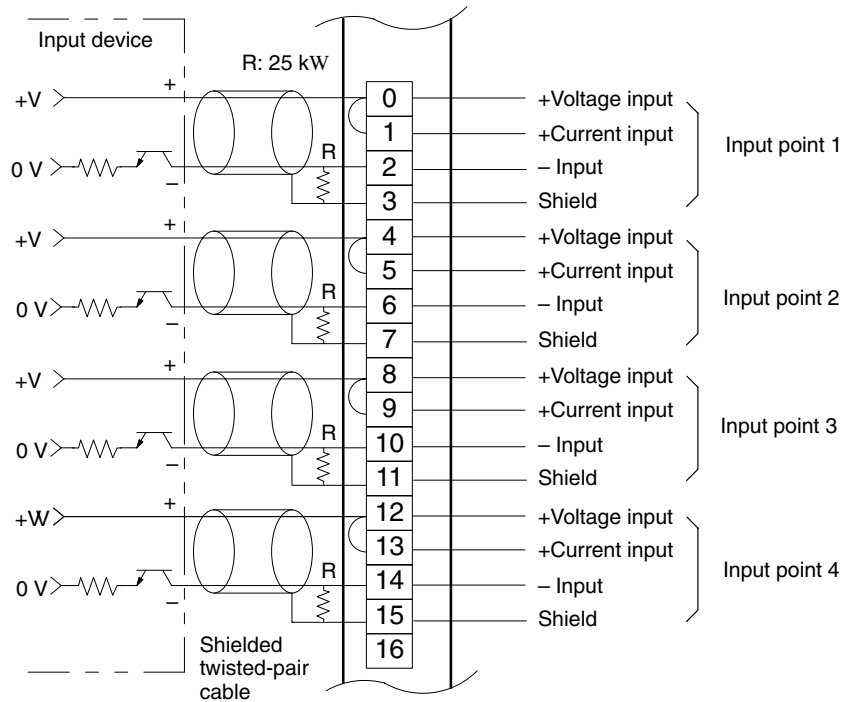 Input device
R: 25 kW
+V
+
0 +Voltage input
1 +Current input
Input point 1
0 V
–
R
2 – Input
3 Shield
+V
+
4 +Voltage input
5 +Current input
Input point 2
0 V
–
R
6 – Input
7 Shield
+V
+
8 +Voltage input
9 +Current input
Input point 3
0 V
–
R
10 – Input
11 Shield
+W
+
12 +Voltage input
13 +Current input
Input point 4
0 V
–
R
14 – Input
15 Shield
16
Shielded
twisted-pair
cable